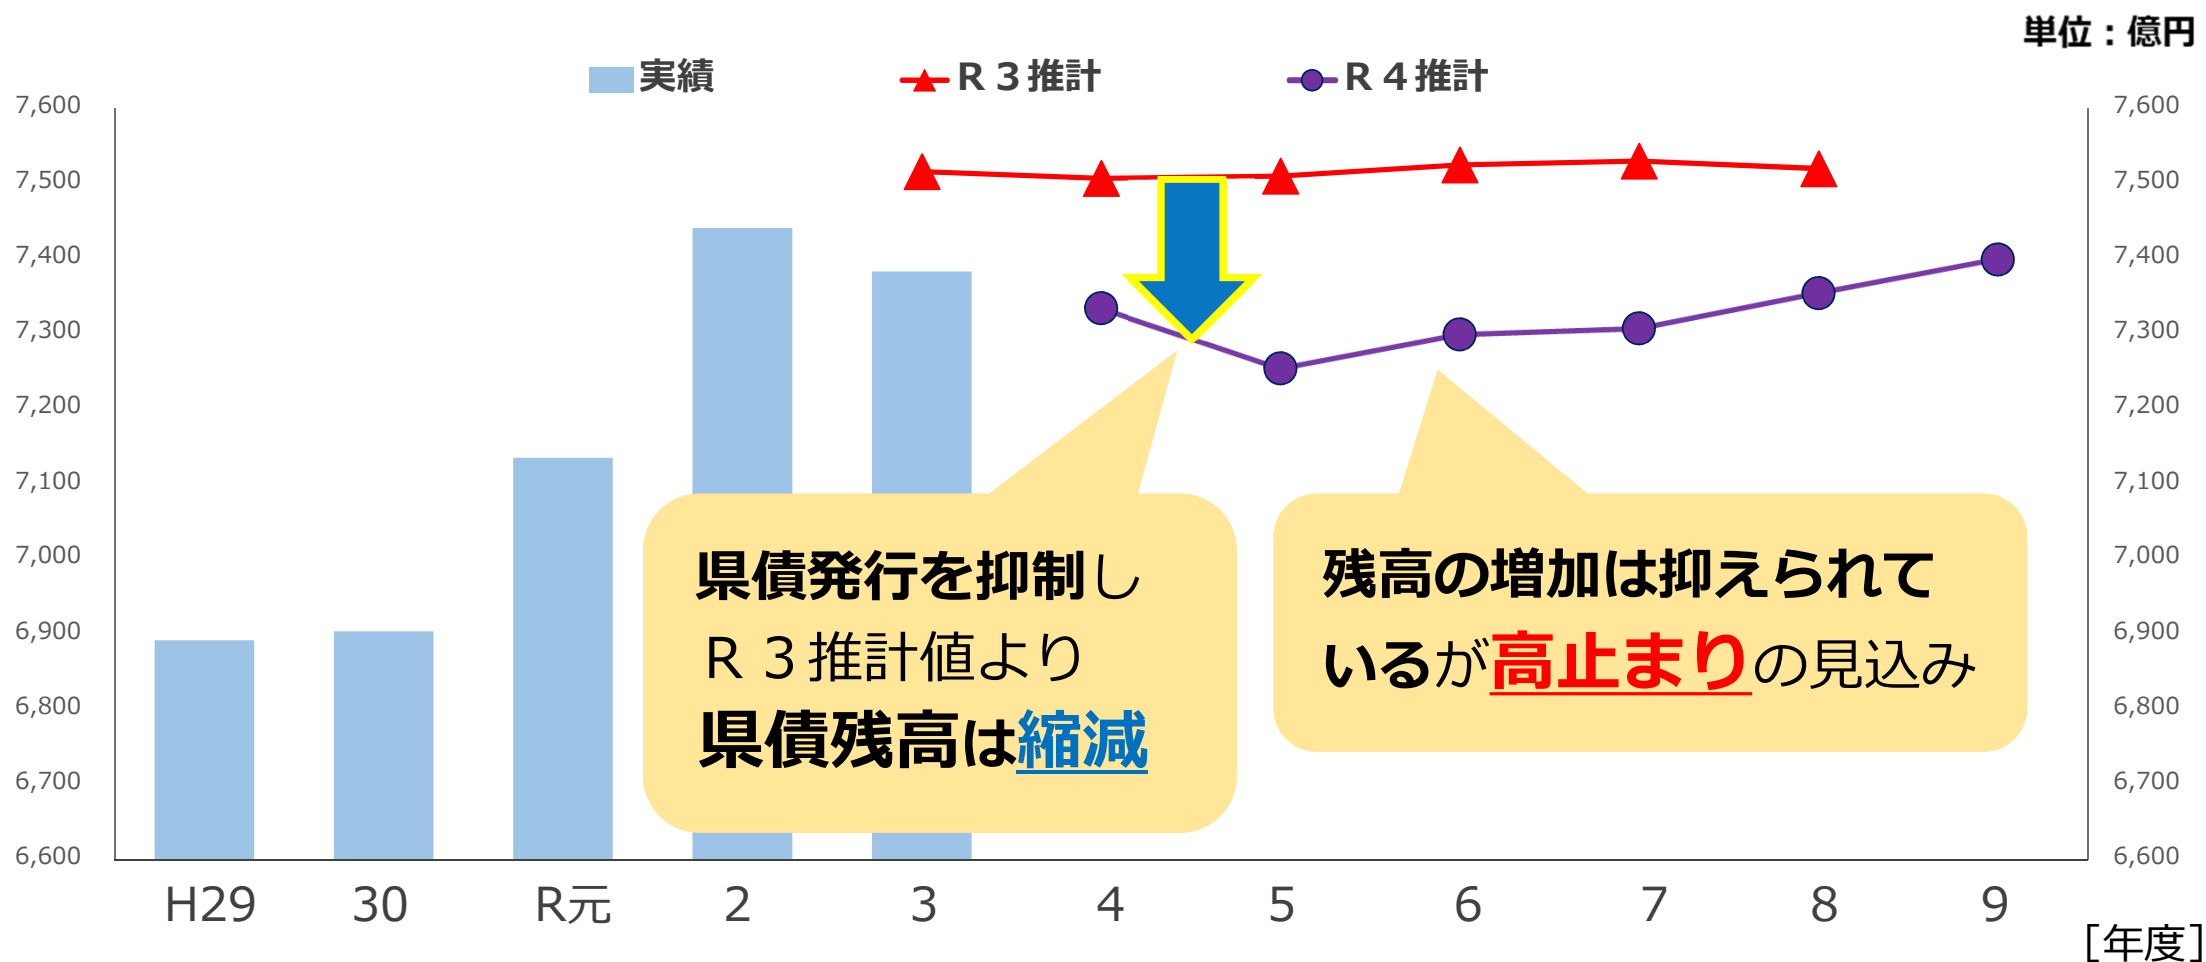 単位：億円
実績
R３推計
R４推計
7,600
7,500
7,400
7,300
7,200
7,100
7,000
6,900
6,800
6,700
6,600
7,600
7,500
7,400
7,300
7,200
7,100
7,000
6,900
6,800
6,700
6,600
県債発行を抑制し
R３推計値より
県債残高は縮減
残高の増加は抑えられて
いるが高止まりの見込み
H29
30
R元
2
3
4
5
6
7
8
9
［年度］